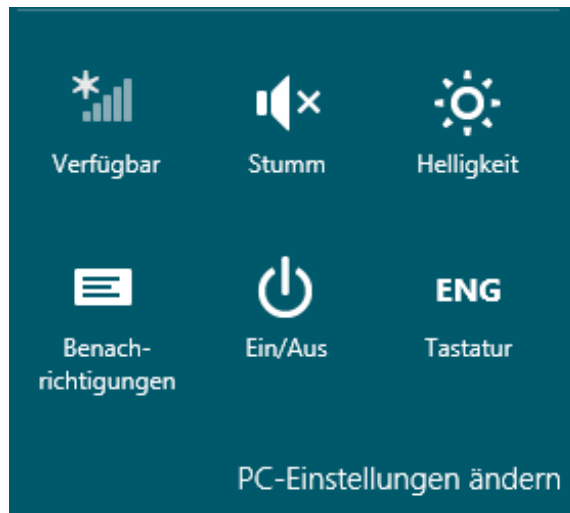 Verfügbar
Stumm
Helligkeit
ENG
Benach-
richtigungen
Ein/Aus
Tastatur
PC-Einstellungen ändern